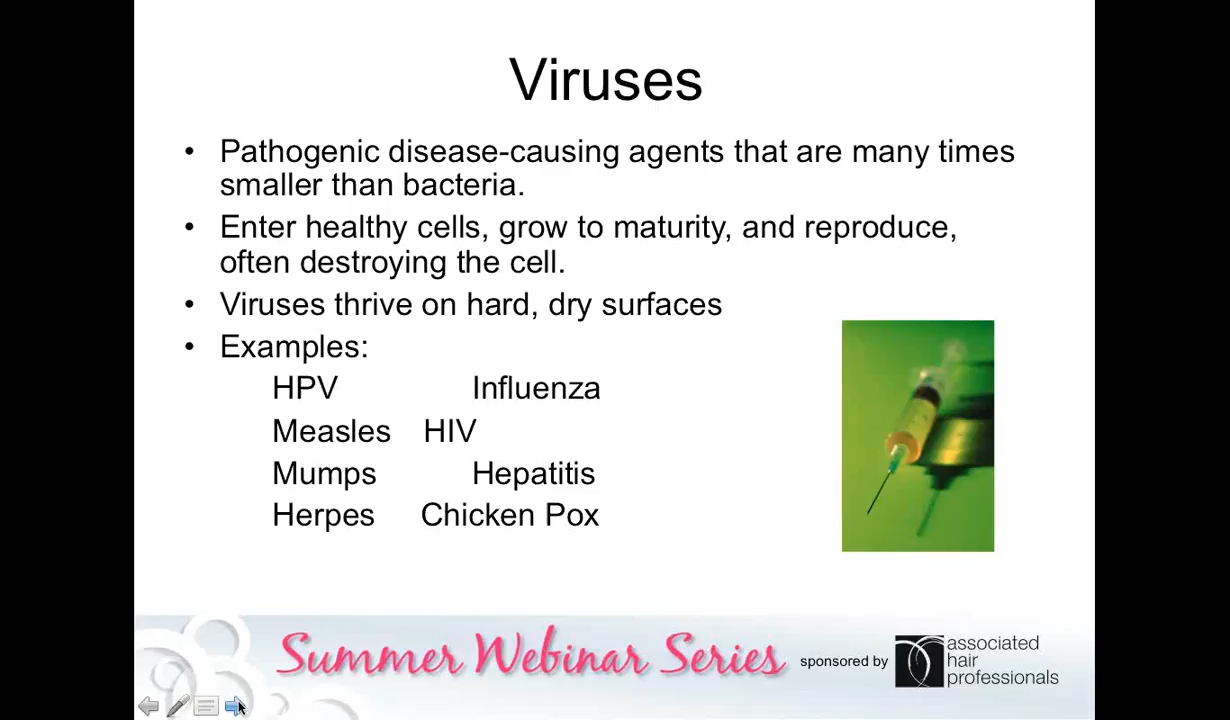 Viruses
• Pathogenic disease-causing agents that are many times
smaller than bacteria.
• Enter healthy cells, grow to maturity, and reproduce,
often destroying the cell.
• Viruses thrive on hard, dry surfaces
• Examples:
HPV Influenza
Measles HIV
Mumps Hepatitis
Herpes Chicken Pox
Summer Webinar Series sponsored by
associated
hair
professionals